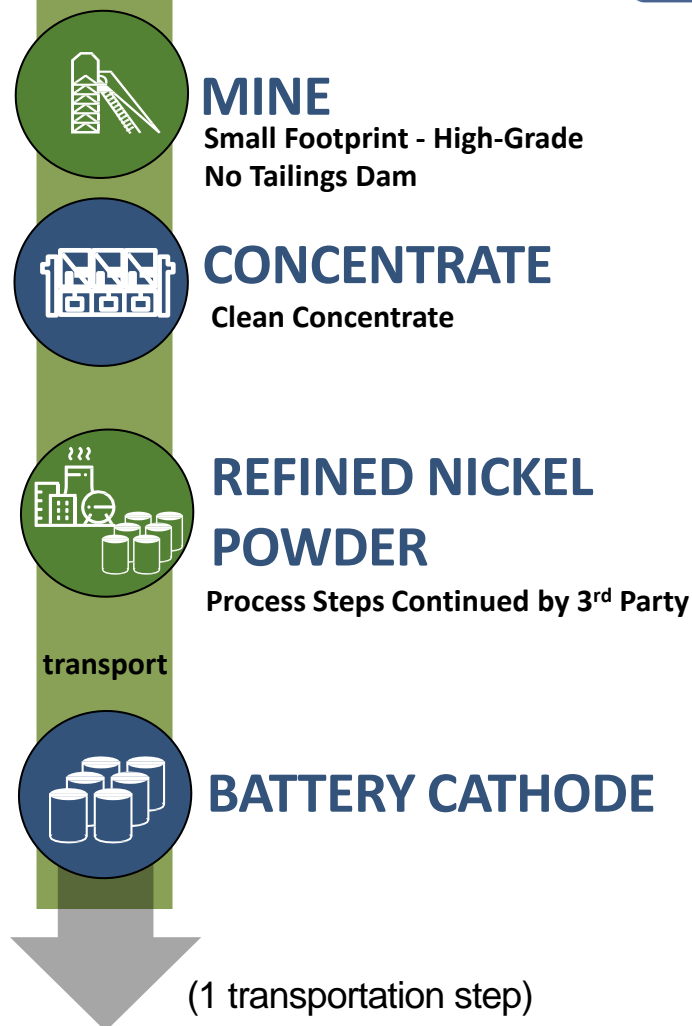 MINE
Small Footprint - High-Grade
No Tailings Dam
CONCENTRATE
Clean Concentrate
REFINED NICKEL
POWDER
Process Steps Continued by 3rd Party
transport
BATTERY CATHODE
(1 transportation step)